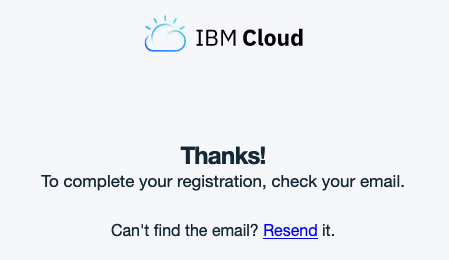 IBM Cloud
Thanks!
To complete your registration, check your email.
Can't find the email? Resend it.